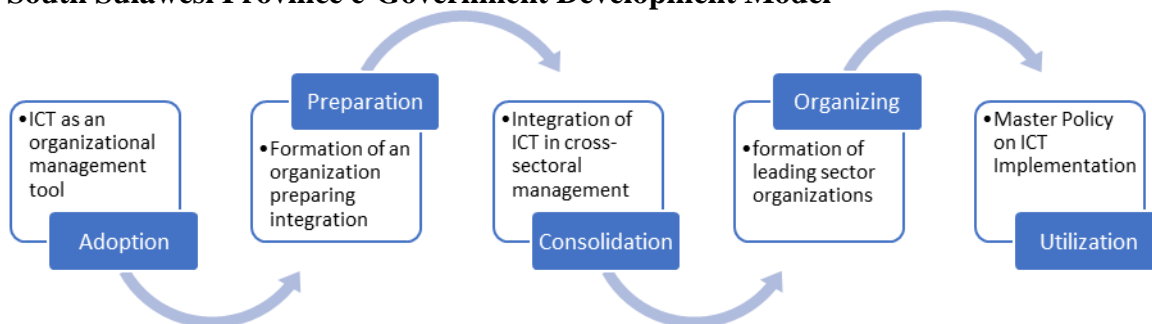 South Sulawesi Province e-Government Development Model
•ICT as an
organizational
management
tool
Adoption
Preparation
•Formation of an
organization
preparing
integration
•Integration of
ICT in cross-
sectoral
management
Consolidation
Organizing
•formation of
leading sector
organizations
•Master Policy
on ICT
Implementation
Utilization